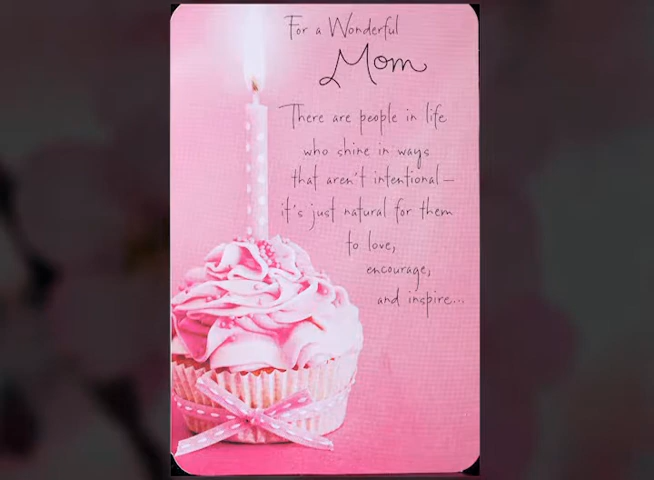 For a Wonderful
Mom
There are people in life
who shine in ways
that aren't intentional—
it's just natural for them
to love,
encourage,
and inspire...